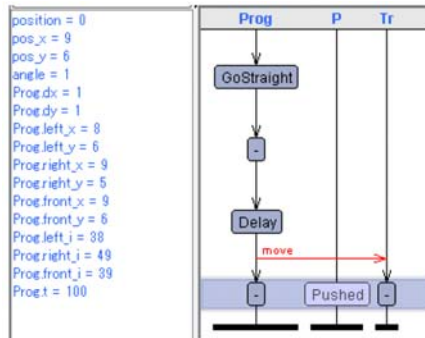 position = 0
pos_x = 9
pos_y = 6
angle = 1
Prog.dx = 1
Prog.dy = 1
Prog.left_x = 8
Prog.left_y = 6
Prog.right_x = 9
Prog.right_y = 5
Prog.front_x = 9
Prog.front_y = 6
Prog.left_i = 38
Prog.right_i = 49
Prog.front_i = 39
Prog.t = 100
Prog P Tr
GoStraight
-
Delay
move
- Pushed -